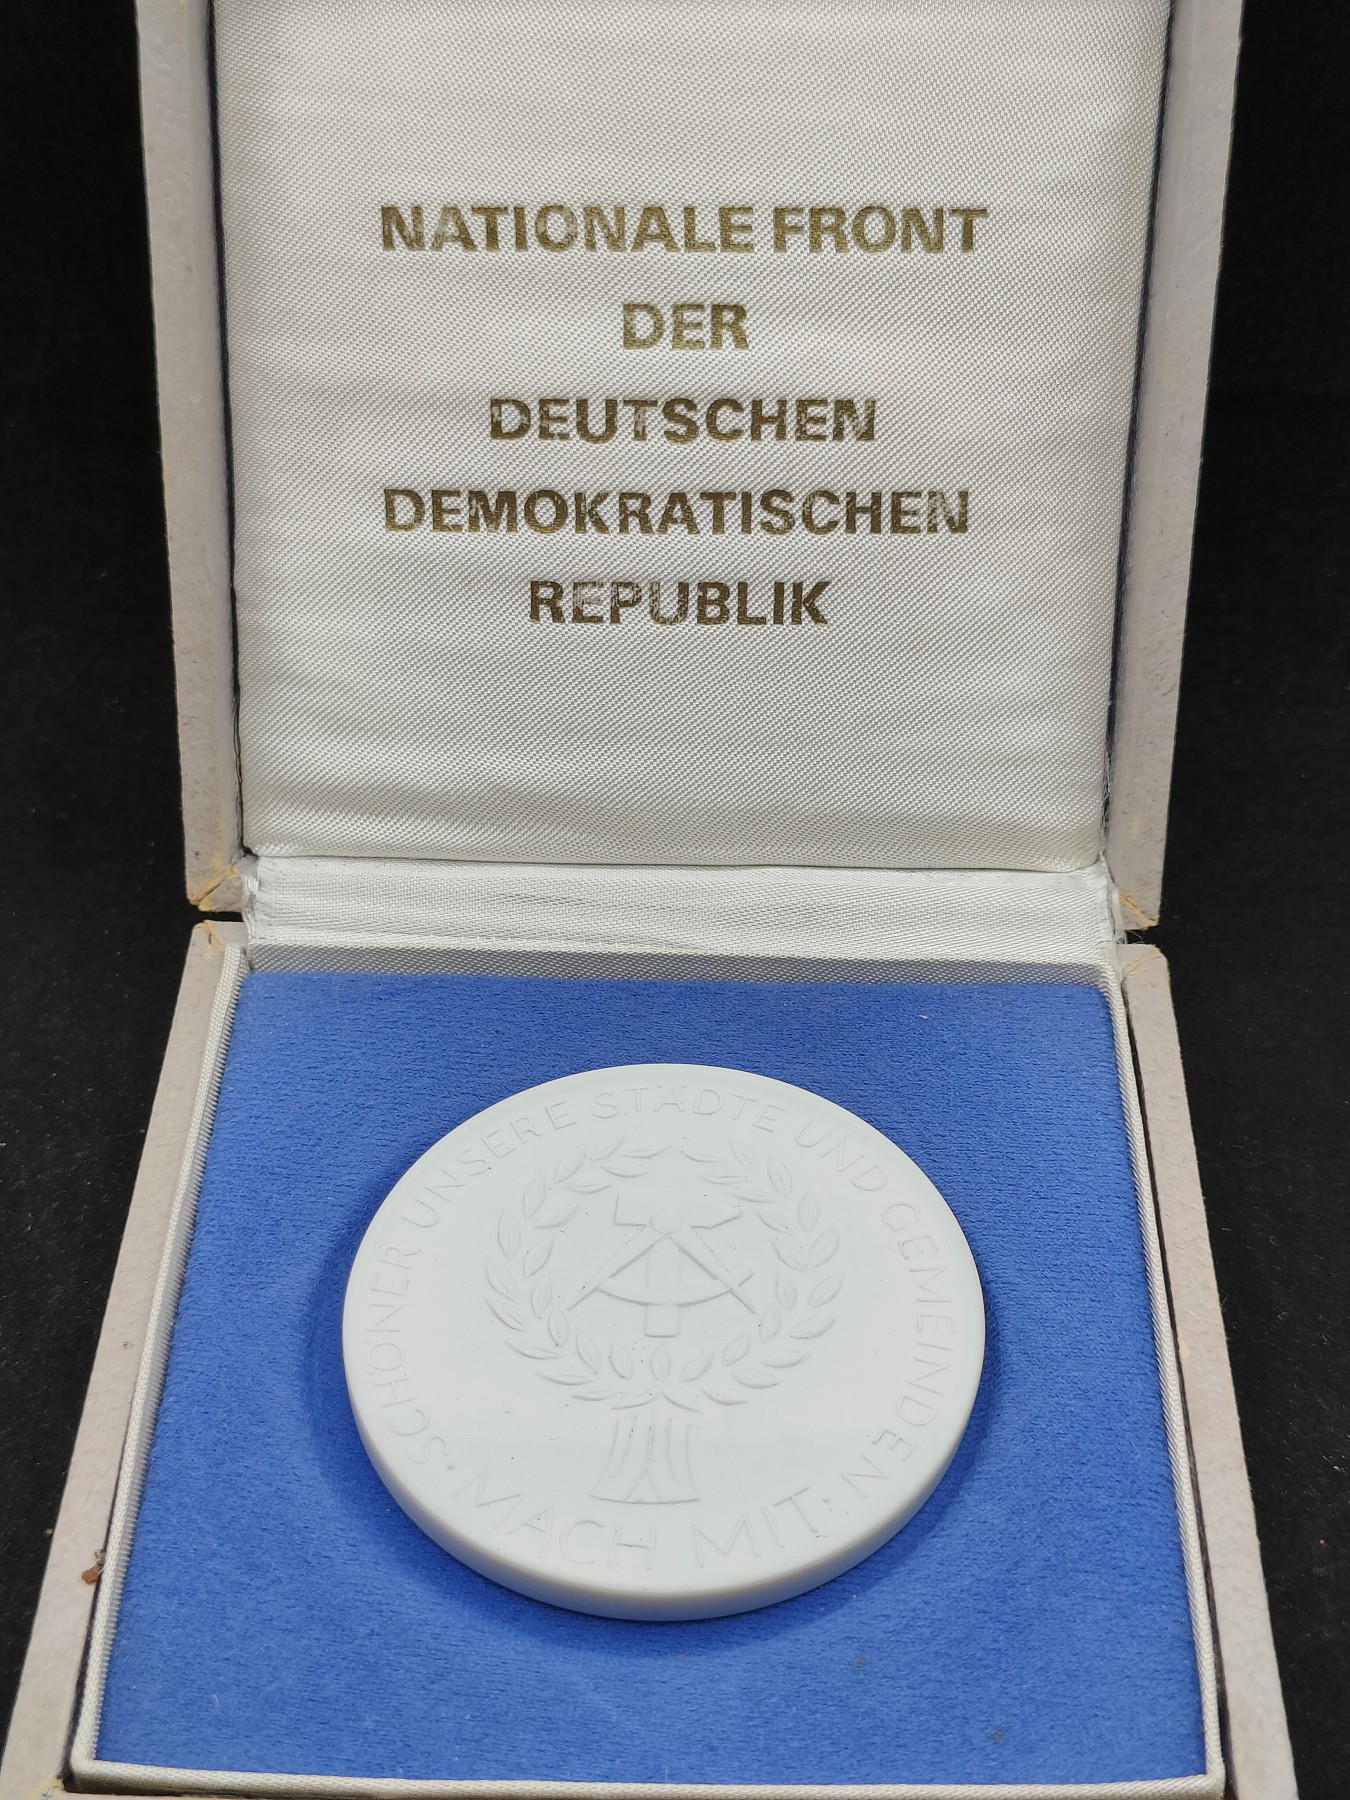 NATIONALE FRONT
DER
DEUTSCHEN
DEMOKRATISCHEN
REPUBLIK
SCHÖNER UNSERE STÄDTE UND GEMEINDEN
· MACH MIT ·